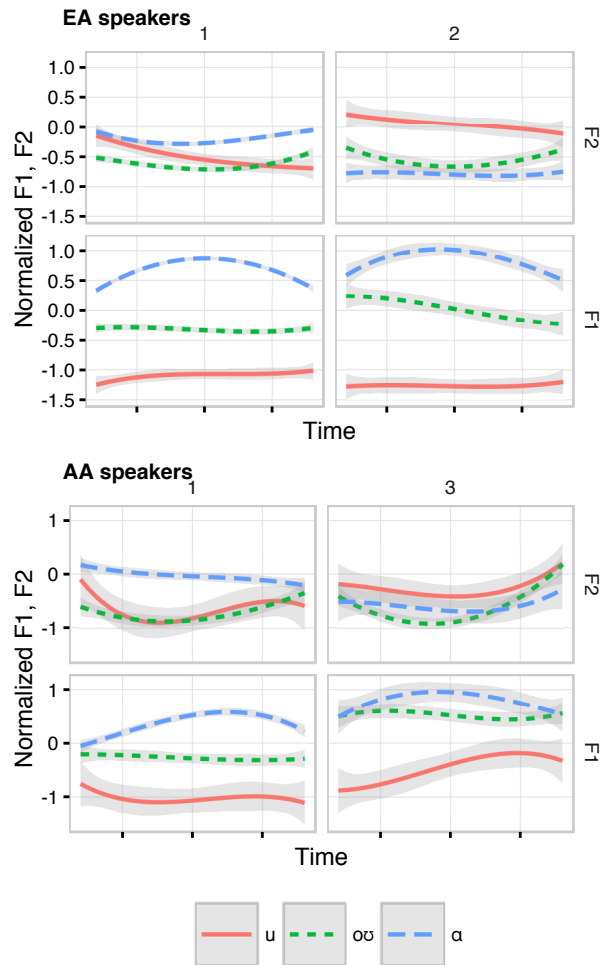 EA speakers
1 2
1.0
0.5
0.0
-0.5
-1.0
-1.5
F2
1.0
0.5
0.0
-0.5
-1.0
-1.5
F1
Normalized F1, F2
Time
AA speakers
1 3
1
0
-1
F2
1
0
-1
F1
Normalized F1, F2
Time
u oʊ ɑ